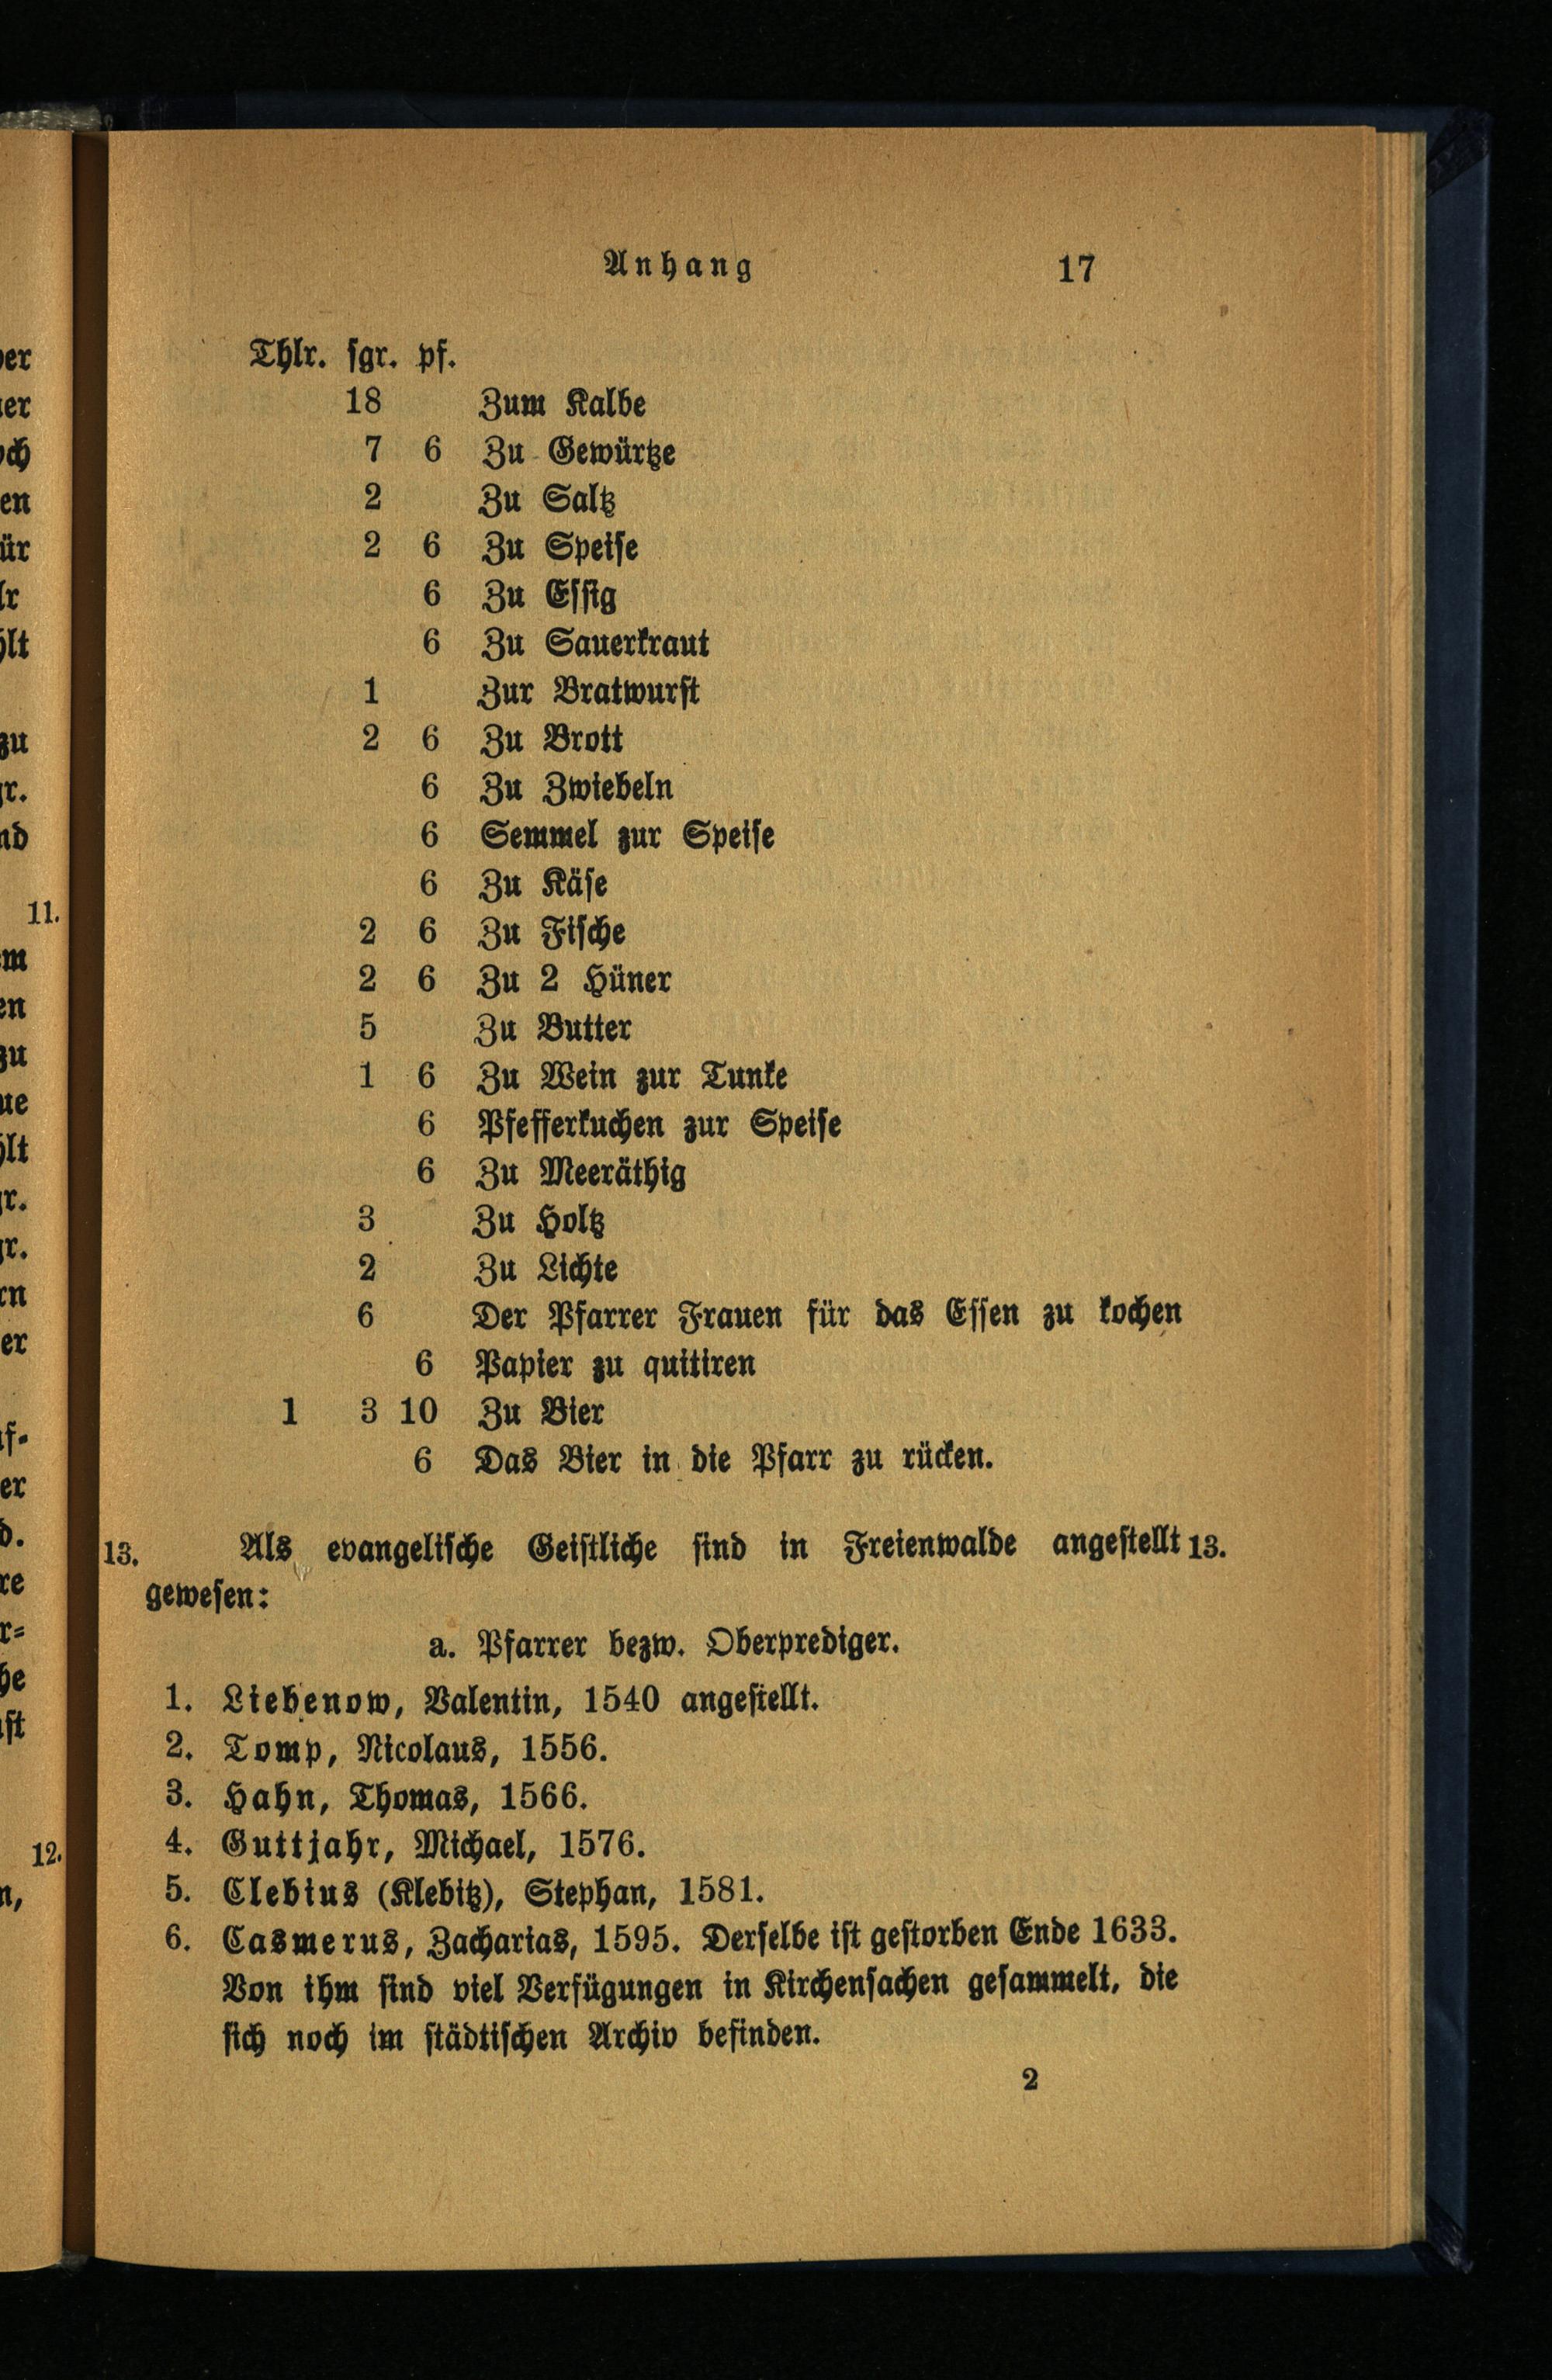 Anhang 17
Thlr. sgr. pf.
18 Zum Kalbe
7 6 Zu Gewürtze
2 Zu Saltz
2 6 Zu Speise
6 Zu Essig
6 Zu Sauerkraut
1 Zur Bratwurst
2 6 Zu Brott
6 Zu Zwiebeln
6 Semmel zur Speise
6 Zu Käse
2 6 Zu Fische
2 6 Zu 2 Hüner
5 Zu Butter
1 6 Zu Wein zur Tunke
6 Pfefferkuchen zur Speise
6 Zu Meeräthig
3 Zu Holtz
2 Zu Lichte
6 Der Pfarrer Frauen für das Essen zu kochen
6 Papier zu quitiren
1 3 10 Zu Bier
6 Das Bier in die Pfarr zu rücken.
13. Als evangelische Geistliche sind in Freienwalde angestellt 13.
gewesen:
a. Pfarrer bezw. Oberprediger.
1. Liebenow, Valentin, 1540 angestellt.
2. Tomp, Nicolaus, 1556.
3. Hahn, Thomas, 1566.
4. Guttjahr, Michael, 1576.
5. Clebius (Klebitz), Stephan, 1581.
6. Casmerus, Zacharias, 1595. Derselbe ist gestorben Ende 1633.
Von ihm sind viel Verfügungen in Kirchensachen gesammelt, die
sich noch im städtischen Archiv befinden.
2
11.
12.